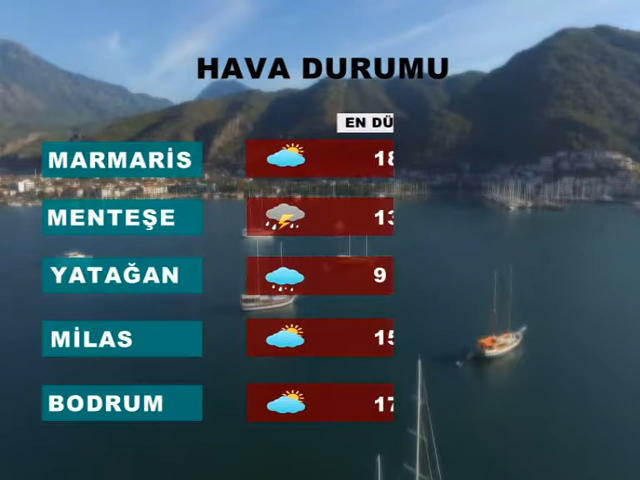 HAVA DURUMU
EN DÜ
MARMARİS 18
MENTEŞE 13
YATAĞAN 9
MİLAS 15
BODRUM 17